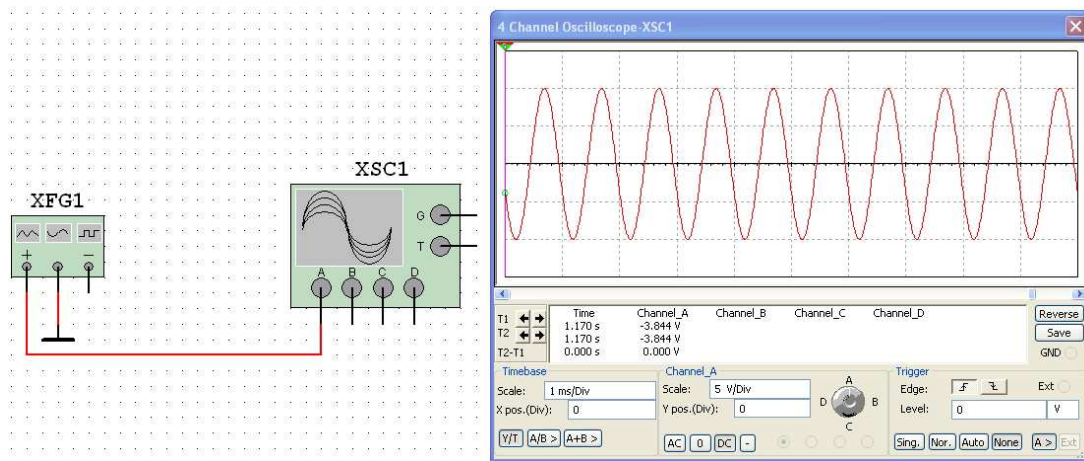 XFG1
+
−
XSC1
G
T
A B C D
4 Channel Oscilloscope-XSC1
Time Channel_A Channel_B Channel_C Channel_D
T1 1.170 s -3.844 V
T2 1.170 s -3.844 V
T2-T1 0.000 s 0.000 V
Reverse
Save
GND
Timebase
Scale: 1 ms/Div
X pos.(Div): 0
Y/T A/B > A+B >
Channel_A
Scale: 5 V/Div
Y pos.(Div): 0
AC 0 DC -
A
D B
C
Trigger
Edge: Ext
Level: 0 V
Sing. Nor. Auto None A > Ext